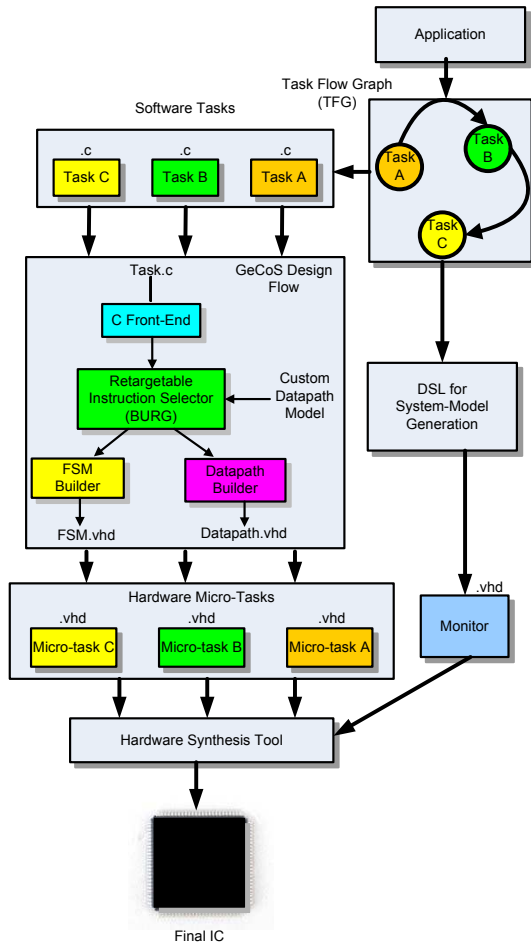 Application
Task Flow Graph
(TFG)
Software Tasks
.c
.c
.c
Task C
Task B
Task A
Task
A
Task
B
Task
C
Task.c
GeCoS Design
Flow
C Front-End
Retargetable
Instruction Selector
(BURG)
Custom
Datapath
Model
FSM
Builder
Datapath
Builder
FSM.vhd
Datapath.vhd
DSL for
System-Model
Generation
Hardware Micro-Tasks
.vhd
.vhd
.vhd
Micro-task C
Micro-task B
Micro-task A
.vhd
Monitor
Hardware Synthesis Tool
Final IC